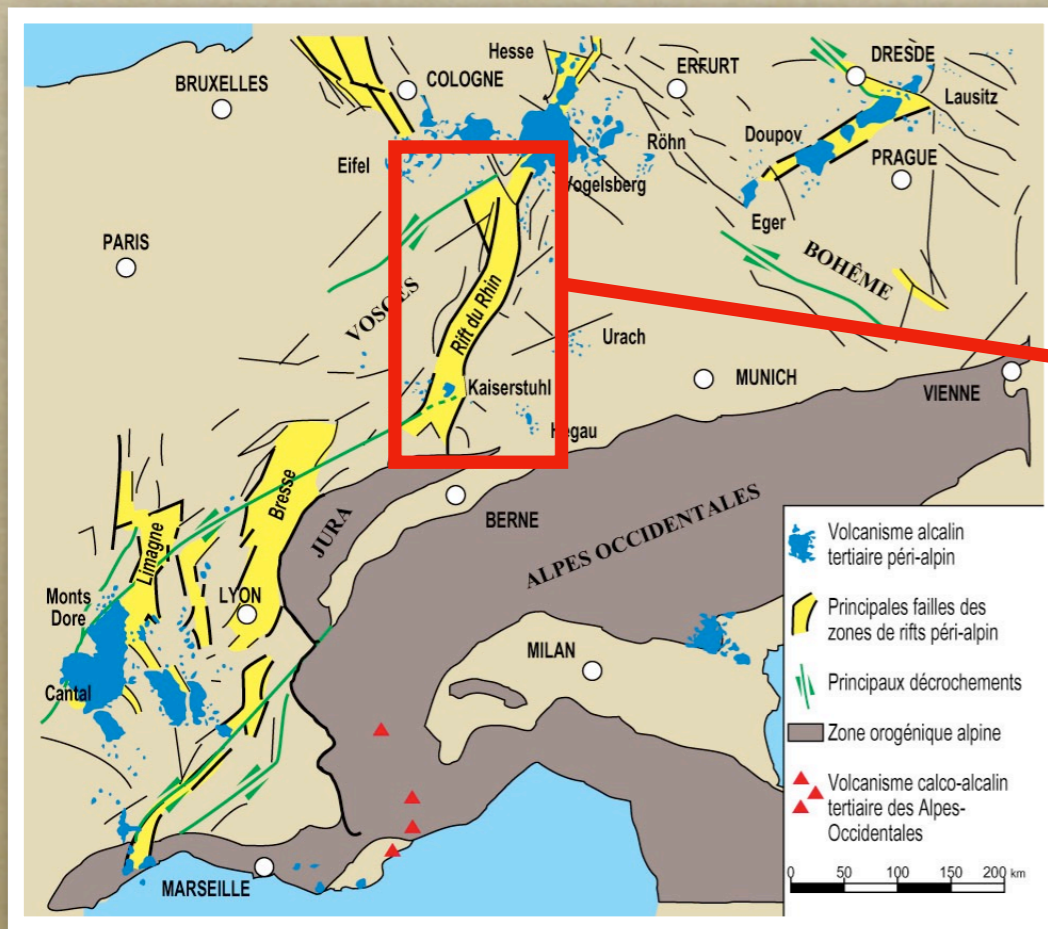 Hesse
DRESDE
BRUXELLES
COLOGNE
ERFURT
Lausitz
Doupov
Röhn
Eifel
PRAGUE
Vogelsberg
Eger
PARIS
BOHÊME
VOSGES
Rift du Rhin
Urach
MUNICH
VIENNE
Kaiserstuhl
Hegau
Bresse
JURA
BERNE
ALPES OCCIDENTALES
Limagne
Monts
Dore
LYON
MILAN
Cantal
MARSEILLE
Volcanisme alcalin
tertiaire péri-alpin
Principales failles des
zones de rifts péri-alpin
Principaux décrochements
Zone orogénique alpine
Volcanisme calco-alcalin
tertiaire des Alpes-
Occidentales
0 50 100 150 200 km